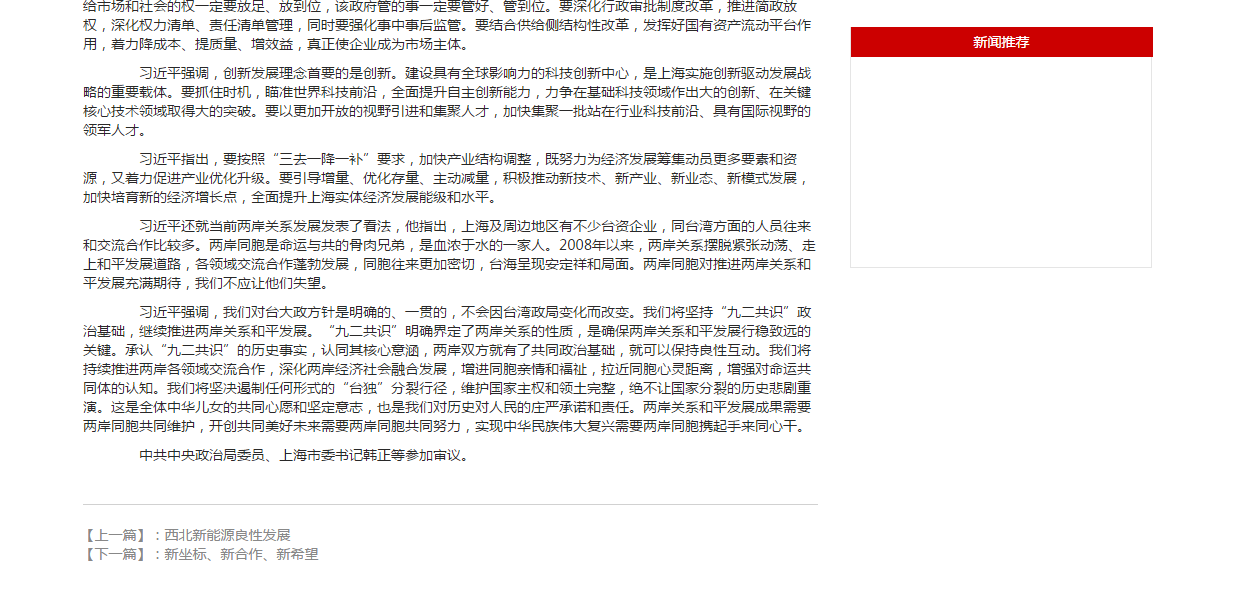 给市场和社会的权一定要放足、放到位，该政府管的事一定要管好、管到位。要深化行政审批制度改革，推进简政放
权，深化权力清单、责任清单管理，同时要强化事中事后监管。要结合供给侧结构性改革，发挥好国有资产流动平台作
用，着力降成本、提质量、增效益，真正使企业成为市场主体。
习近平强调，创新发展理念首要的是创新。建设具有全球影响力的科技创新中心，是上海实施创新驱动发展战
略的重要载体。要抓住时机，瞄准世界科技前沿，全面提升自主创新能力，力争在基础科技领域作出大的创新、在关键
核心技术领域取得大的突破。要以更加开放的视野引进和集聚人才，加快集聚一批站在行业科技前沿、具有国际视野的
领军人才。
习近平指出，要按照“三去一降一补”要求，加快产业结构调整，既努力为经济发展筹集动员更多要素和资
源，又着力促进产业优化升级。要引导增量、优化存量、主动减量，积极推动新技术、新产业、新业态、新模式发展，
加快培育新的经济增长点，全面提升上海实体经济发展能级和水平。
习近平还就当前两岸关系发展发表了看法，他指出，上海及周边地区有不少台资企业，同台湾方面的人员往来
和交流合作比较多。两岸同胞是命运与共的骨肉兄弟，是血浓于水的一家人。2008年以来，两岸关系摆脱紧张动荡、走
上和平发展道路，各领域交流合作蓬勃发展，同胞往来更加密切，台海呈现安定祥和局面。两岸同胞对推进两岸关系和
平发展充满期待，我们不应让他们失望。
习近平强调，我们对台大政方针是明确的、一贯的，不会因台湾政局变化而改变。我们将坚持“九二共识”政
治基础，继续推进两岸关系和平发展。“九二共识”明确界定了两岸关系的性质，是确保两岸关系和平发展行稳致远的
关键。承认“九二共识”的历史事实，认同其核心意涵，两岸双方就有了共同政治基础，就可以保持良性互动。我们将
持续推进两岸各领域交流合作，深化两岸经济社会融合发展，增进同胞亲情和福祉，拉近同胞心灵距离，增强对命运共
同体的认知。我们将坚决遏制任何形式的“台独”分裂行径，维护国家主权和领土完整，绝不让国家分裂的历史悲剧重
演。这是全体中华儿女的共同心愿和坚定意志，也是我们对历史对人民的庄严承诺和责任。两岸关系和平发展成果需要
两岸同胞共同维护，开创共同美好未来需要两岸同胞共同努力，实现中华民族伟大复兴需要两岸同胞携起手来同心干。
中共中央政治局委员、上海市委书记韩正等参加审议。
【上一篇】：西北新能源良性发展
【下一篇】：新坐标、新合作、新希望
新闻推荐